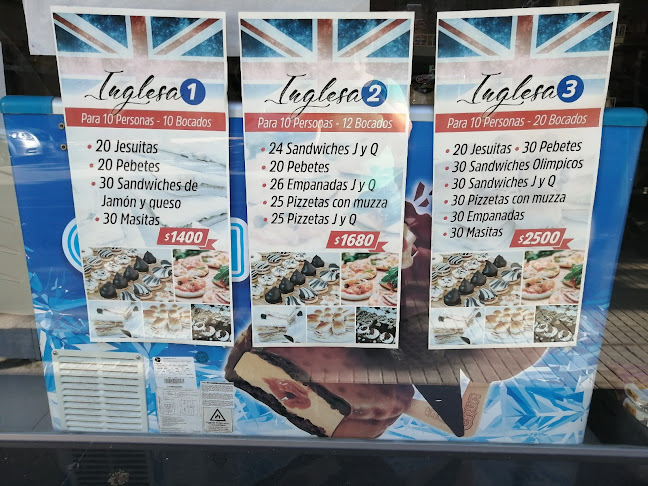 Inglesa 1
Para 10 Personas - 10 Bocados
• 20 Jesuitas
• 20 Pebetes
• 30 Sandwiches de
Jamón y queso
• 30 Masitas
$1400
Inglesa 2
Para 10 Personas - 12 Bocados
• 24 Sandwiches J y Q
• 20 Pebetes
• 26 Empanadas J y Q
• 25 Pizzetas con muzza
• 25 Pizzetas J y Q
$1680
Inglesa 3
Para 10 Personas - 20 Bocados
• 20 Jesuitas • 30 Pebetes
• 30 Sandwiches Olimpicos
• 30 Sandwiches J y Q
• 30 Pizzetas con muzza
• 30 Empanadas
• 30 Masitas
$2500